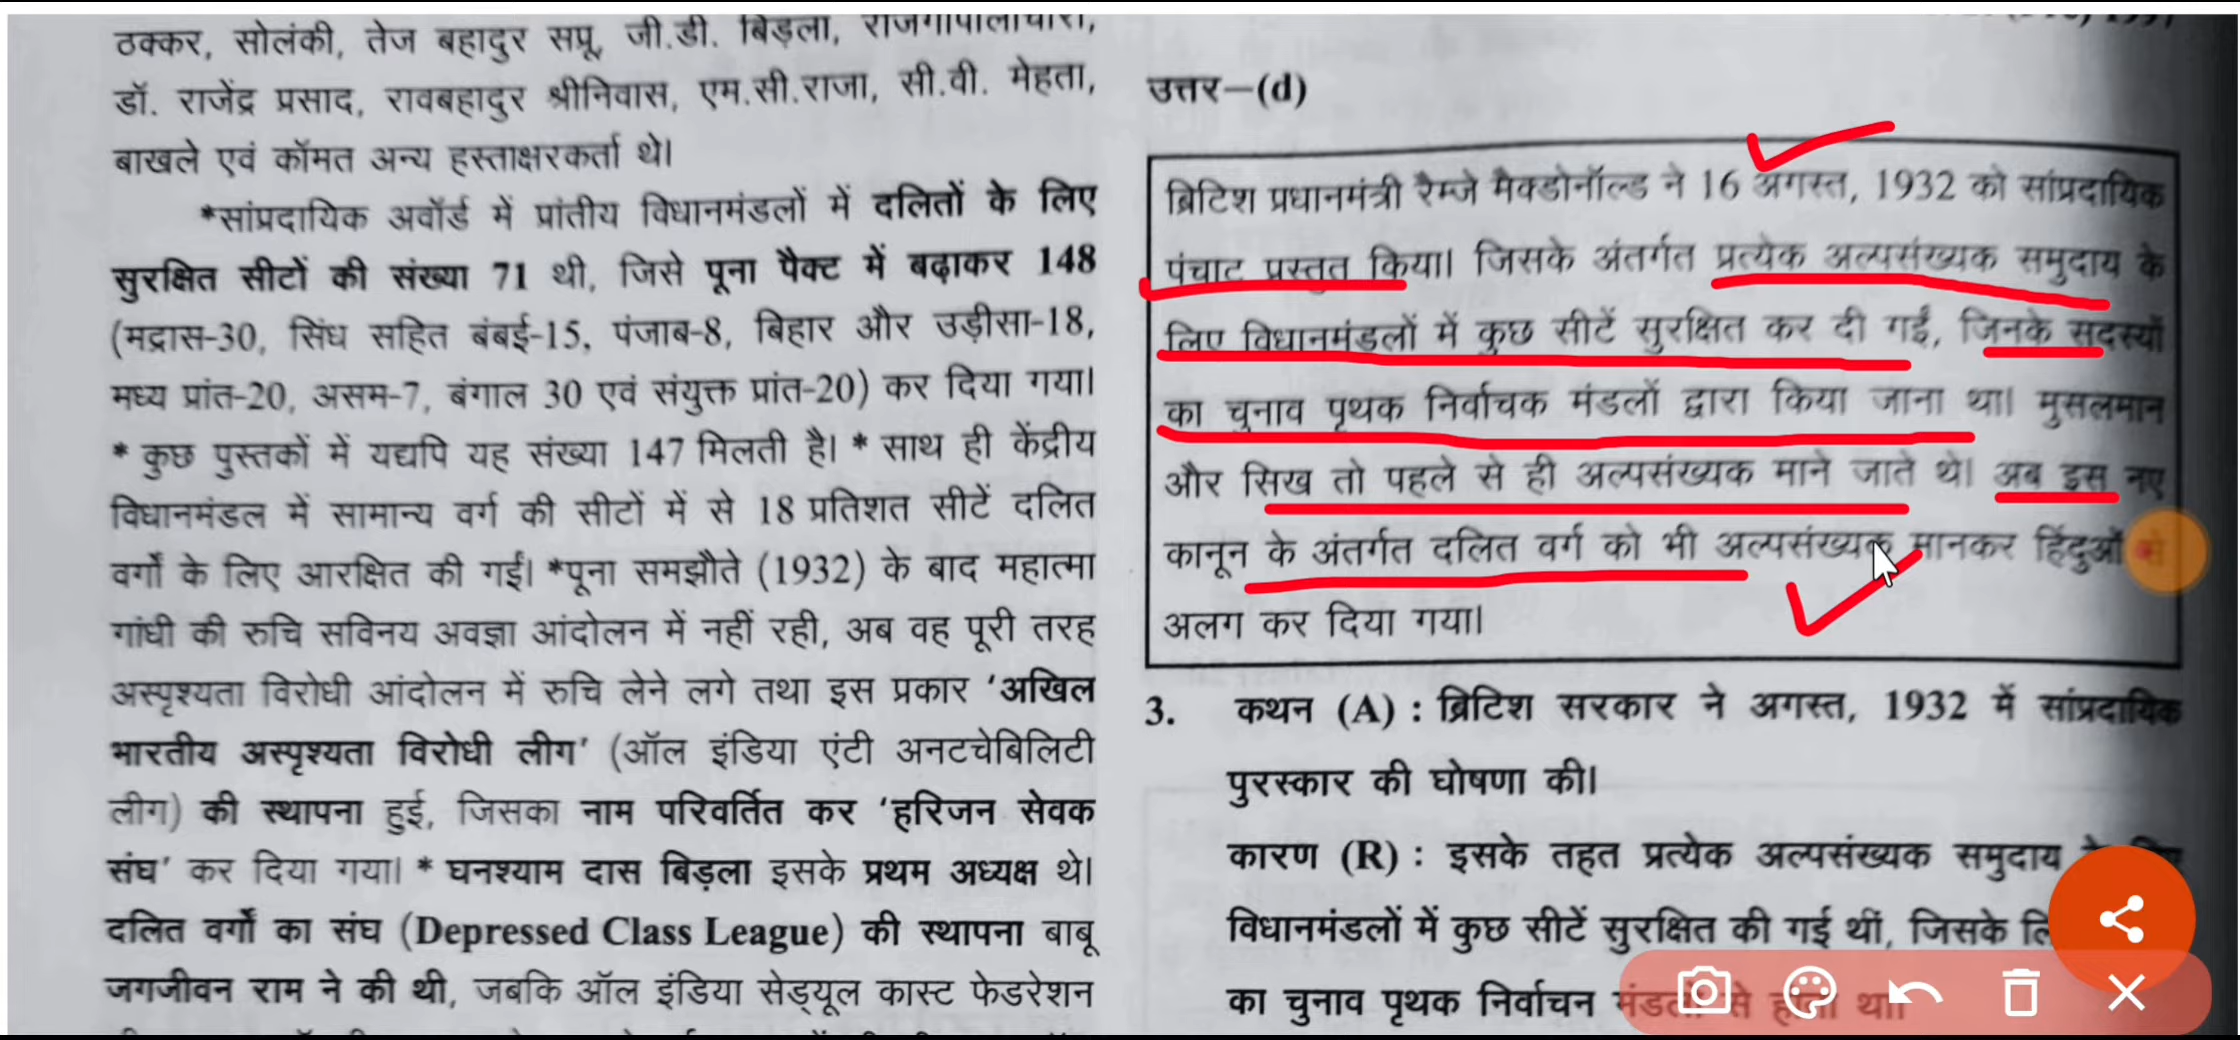 ठक्कर, सोलंकी, तेज बहादुर सप्रू, जी.डी. बिड़ला, राजगोपालाचारी,
डॉ. राजेंद्र प्रसाद, रावबहादुर श्रीनिवास, एम.सी.राजा, सी.वी. मेहता,
बाखले एवं कॉमत अन्य हस्ताक्षरकर्ता थे।
*सांप्रदायिक अवॉर्ड में प्रांतीय विधानमंडलों में दलितों के लिए
सुरक्षित सीटों की संख्या 71 थी, जिसे पूना पैक्ट में बढ़ाकर 148
(मद्रास-30, सिंध सहित बंबई-15, पंजाब-8, बिहार और उड़ीसा-18,
मध्य प्रांत-20, असम-7, बंगाल 30 एवं संयुक्त प्रांत-20) कर दिया गया।
* कुछ पुस्तकों में यद्यपि यह संख्या 147 मिलती है। * साथ ही केंद्रीय
विधानमंडल में सामान्य वर्ग की सीटों में से 18 प्रतिशत सीटें दलित
वर्गों के लिए आरक्षित की गईं। *पूना समझौते (1932) के बाद महात्मा
गांधी की रुचि सविनय अवज्ञा आंदोलन में नहीं रही, अब वह पूरी तरह
अस्पृश्यता विरोधी आंदोलन में रुचि लेने लगे तथा इस प्रकार 'अखिल
भारतीय अस्पृश्यता विरोधी लीग' (ऑल इंडिया एंटी अनटचेबिलिटी
लीग) की स्थापना हुई, जिसका नाम परिवर्तित कर 'हरिजन सेवक
संघ' कर दिया गया। * घनश्याम दास बिड़ला इसके प्रथम अध्यक्ष थे।
दलित वर्गों का संघ (Depressed Class League) की स्थापना बाबू
जगजीवन राम ने की थी, जबकि ऑल इंडिया सेड्यूल कास्ट फेडरेशन
उत्तर–(d)
ब्रिटिश प्रधानमंत्री रैम्जे मैक्डोनॉल्ड ने 16 अगस्त, 1932 को सांप्रदायिक
पंचाट प्रस्तुत किया। जिसके अंतर्गत प्रत्येक अल्पसंख्यक समुदाय के
लिए विधानमंडलों में कुछ सीटें सुरक्षित कर दी गईं, जिनके सदस्यों
का चुनाव पृथक निर्वाचक मंडलों द्वारा किया जाना था। मुसलमान
और सिख तो पहले से ही अल्पसंख्यक माने जाते थे। अब इस नए
कानून के अंतर्गत दलित वर्ग को भी अल्पसंख्यक मानकर हिंदुओं से
अलग कर दिया गया।
3. कथन (A) : ब्रिटिश सरकार ने अगस्त, 1932 में सांप्रदायिक
पुरस्कार की घोषणा की।
कारण (R) : इसके तहत प्रत्येक अल्पसंख्यक समुदाय के
विधानमंडलों में कुछ सीटें सुरक्षित की गई थीं, जिसके
का चुनाव पृथक निर्वाचन मंडलों से होना था।